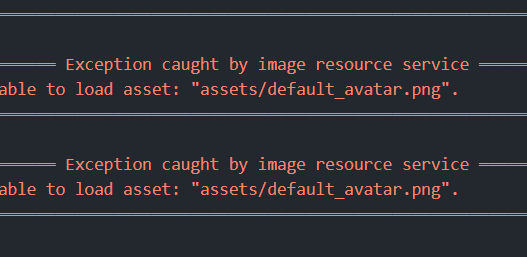 Exception caught by image resource service
able to load asset: "assets/default_avatar.png".
Exception caught by image resource service
able to load asset: "assets/default_avatar.png".